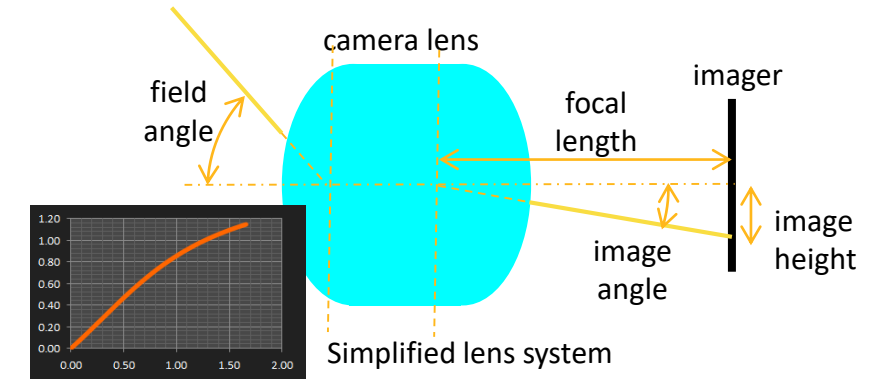 camera lens
imager
field
angle
focal
length
image
height
image
angle
Simplified lens system
1.20
1.00
0.80
0.60
0.40
0.20
0.00
0.00 0.50 1.00 1.50 2.00